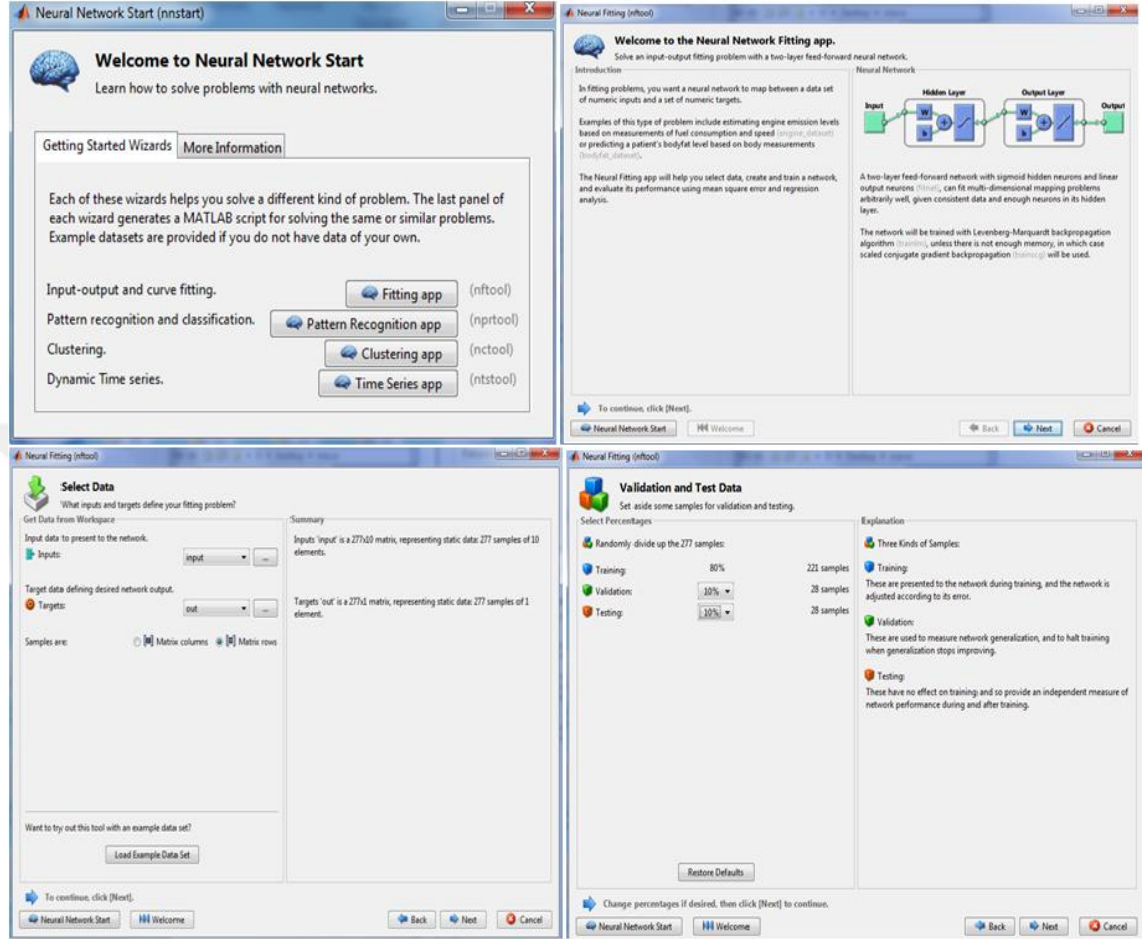 Neural Network Start (nnstart)
Welcome to Neural Network Start
Learn how to solve problems with neural networks.
Getting Started Wizards More Information
Each of these wizards helps you solve a different kind of problem. The last panel of
each wizard generates a MATLAB script for solving the same or similar problems.
Example datasets are provided if you do not have data of your own.
Input-output and curve fitting. Fitting app (nftool)
Pattern recognition and classification. Pattern Recognition app (nprtool)
Clustering. Clustering app (nctool)
Dynamic Time series. Time Series app (ntstool)
Neural Fitting (nftool)
Welcome to the Neural Network Fitting app.
Solve an input-output fitting problem with a two-layer feed-forward neural network.
Introduction
In fitting problems, you want a neural network to map between a data set
of numeric inputs and a set of numeric targets.
Examples of this type of problem include estimating engine emission levels
based on measurements of fuel consumption and speed (engine_dataset)
or predicting a patient's bodyfat level based on body measurements
(bodyfat_dataset).
The Neural Fitting app will help you select data, create and train a network,
and evaluate its performance using mean square error and regression
analysis.
Neural Network
Hidden Layer Output Layer
Input Output
W W
b b
A two-layer feed-forward network with sigmoid hidden neurons and linear
output neurons (fitnet), can fit multi-dimensional mapping problems
arbitrarily well, given consistent data and enough neurons in its hidden
layer.
The network will be trained with Levenberg-Marquardt backpropagation
algorithm (trainlm), unless there is not enough memory, in which case
scaled conjugate gradient backpropagation (trainscg) will be used.
To continue, click [Next].
Neural Network Start Welcome Back Next Cancel
Neural Fitting (nftool)
Select Data
What inputs and targets define your fitting problem?
Get Data from Workspace
Input data to present to the network.
Inputs: input ...
Target data defining desired network output.
Targets: out ...
Samples are: Matrix columns Matrix rows
Want to try out this tool with an example data set?
Load Example Data Set
Summary
Inputs 'input' is a 277x10 matrix, representing static data: 277 samples of 10
elements.
Targets 'out' is a 277x1 matrix, representing static data: 277 samples of 1
element.
To continue, click [Next].
Neural Network Start Welcome Back Next Cancel
Neural Fitting (nftool)
Validation and Test Data
Set aside some samples for validation and testing.
Select Percentages
Randomly divide up the 277 samples:
Training: 80% 221 samples
Validation: 10% 28 samples
Testing: 10% 28 samples
Restore Defaults
Explanation
Three Kinds of Samples:
Training:
These are presented to the network during training, and the network is
adjusted according to its error.
Validation:
These are used to measure network generalization, and to halt training
when generalization stops improving.
Testing:
These have no effect on training and so provide an independent measure of
network performance during and after training.
Change percentages if desired, then click [Next] to continue.
Neural Network Start Welcome Back Next Cancel